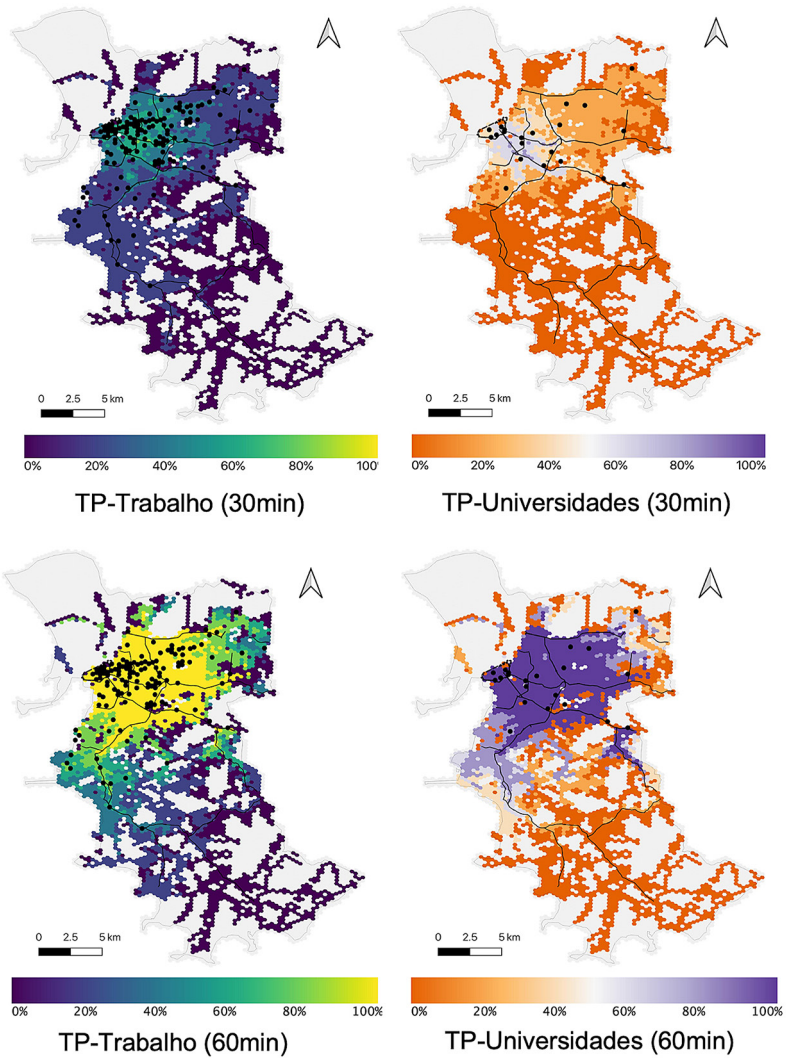 0 2.5 5 km
0 2.5 5 km
0% 20% 40% 60% 80% 100
0% 20% 40% 60% 80% 100%
TP-Trabalho (30min)
TP-Universidades (30min)
0 2.5 5 km
0 2.5 5 km
0% 20% 40% 60% 80% 100%
0% 20% 40% 60% 80% 100%
TP-Trabalho (60min)
TP-Universidades (60min)